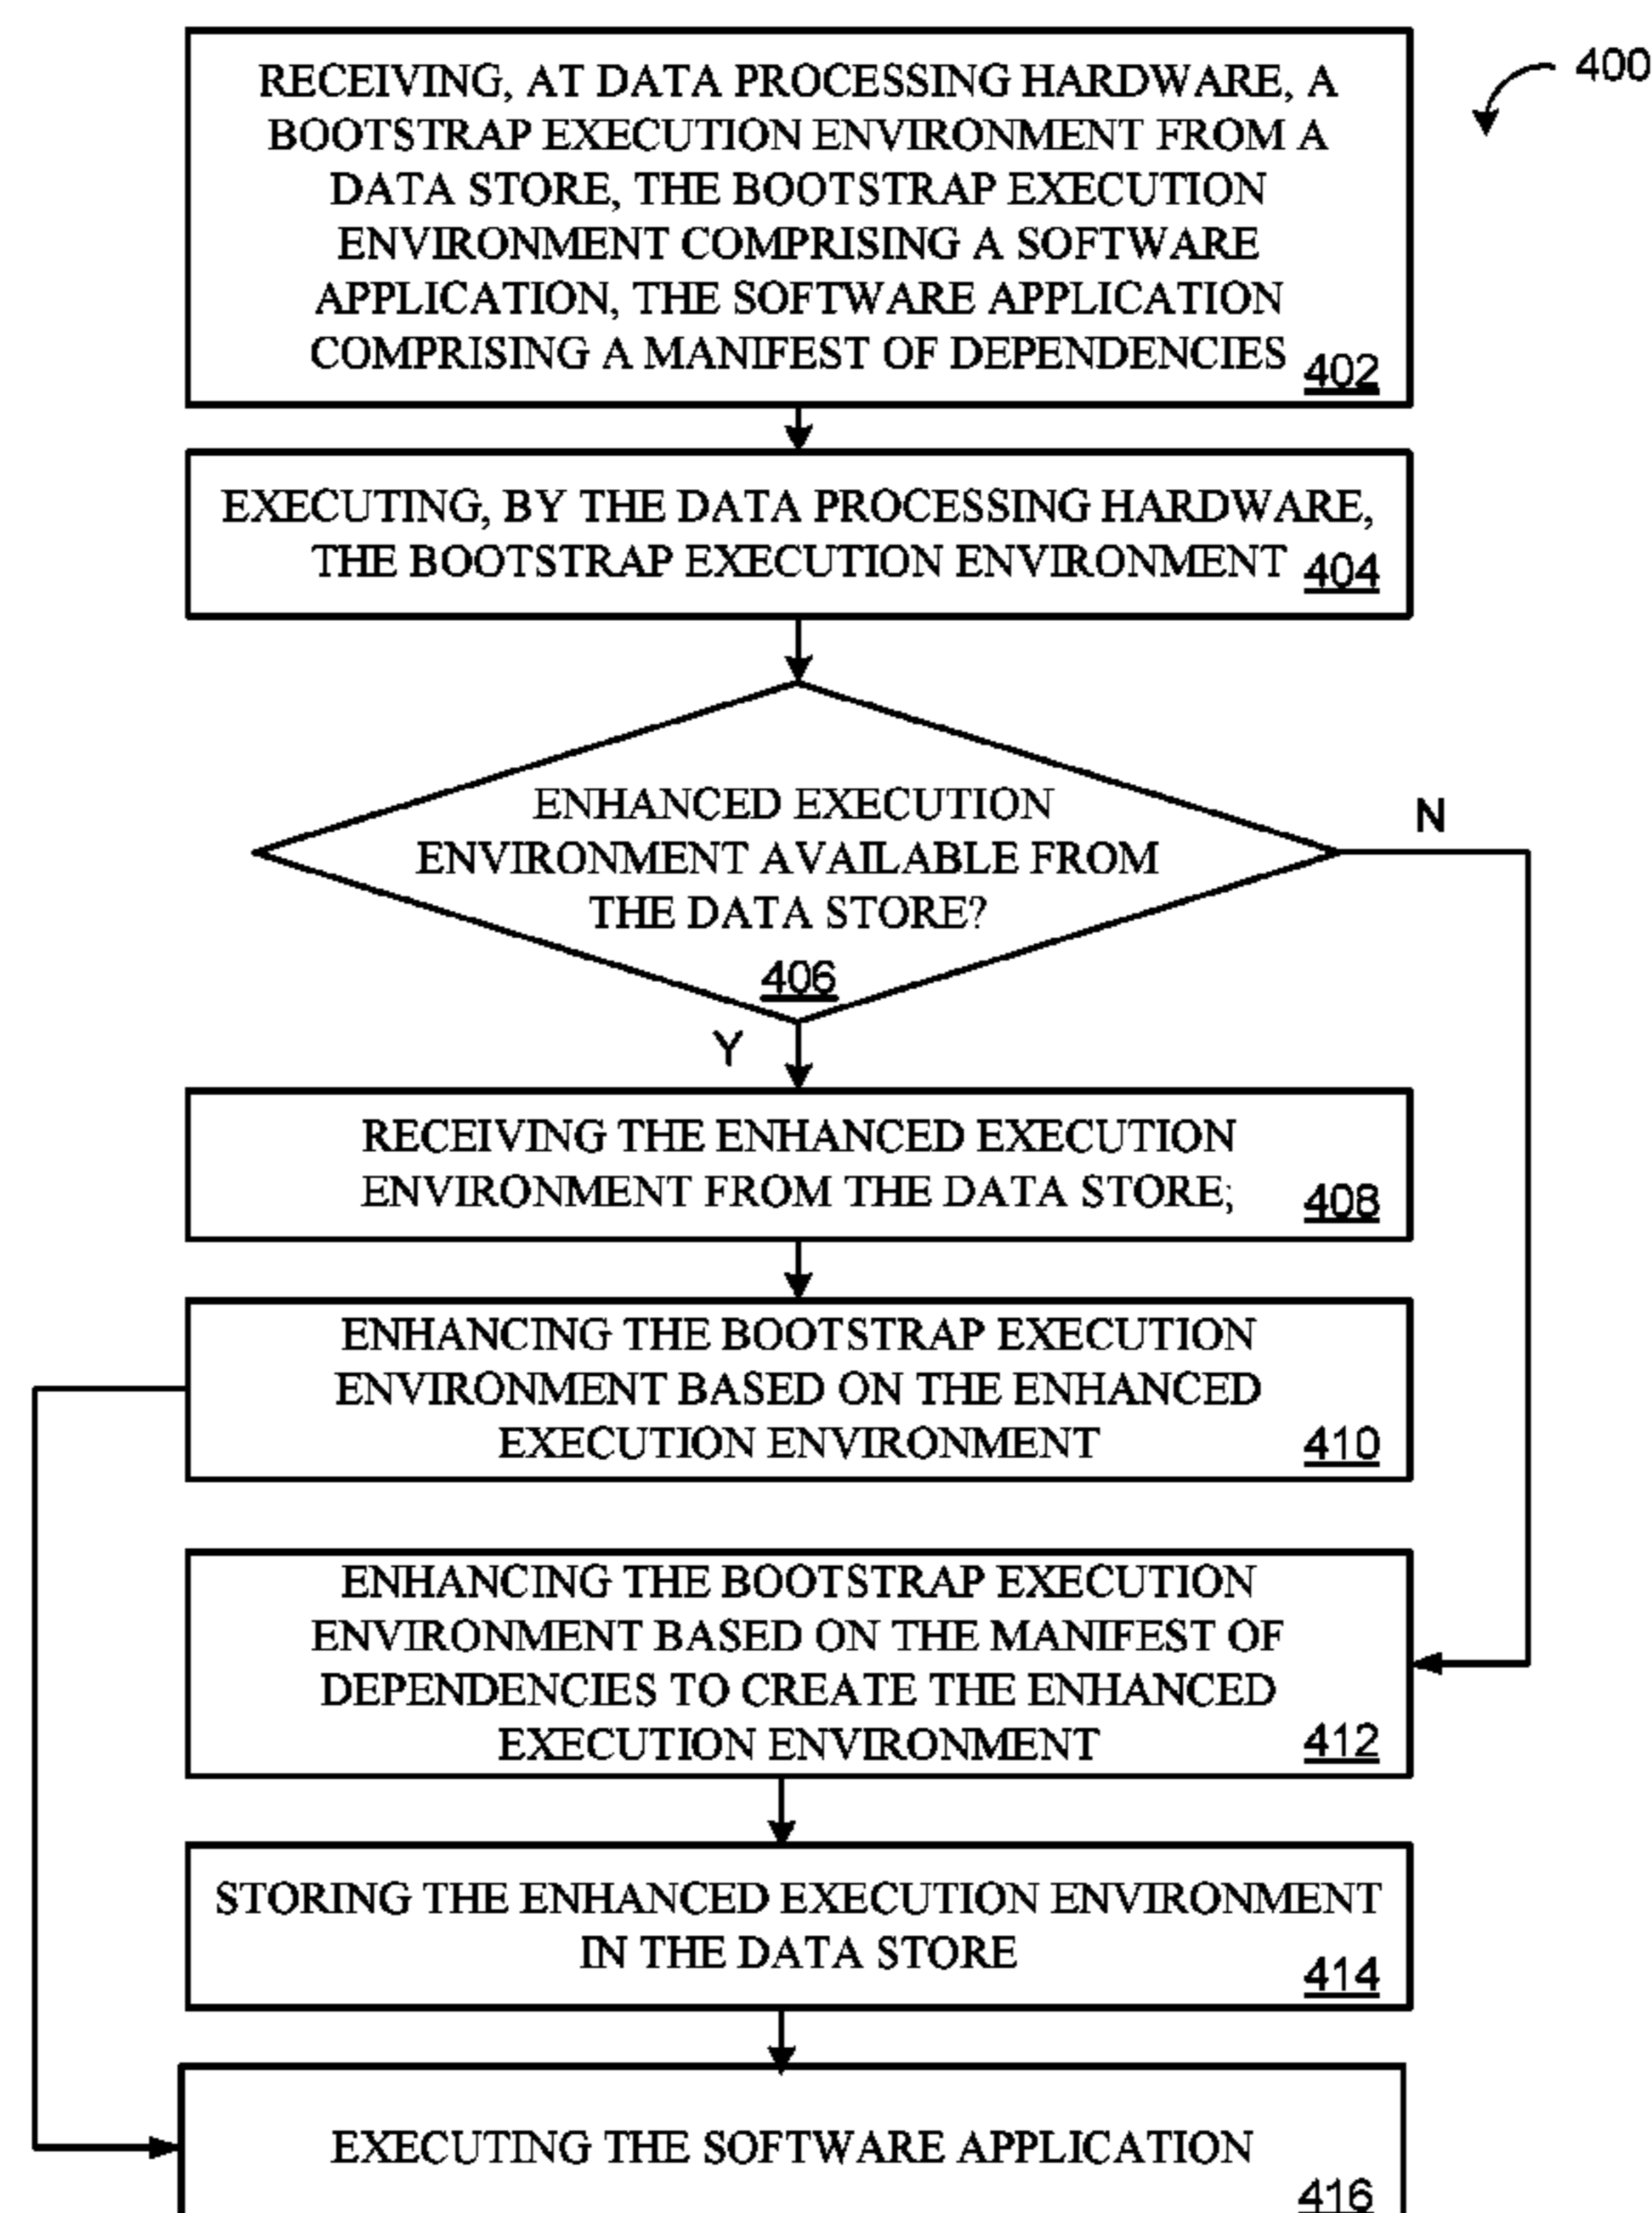 400
RECEIVING, AT DATA PROCESSING HARDWARE, A
BOOTSTRAP EXECUTION ENVIRONMENT FROM A
DATA STORE, THE BOOTSTRAP EXECUTION
ENVIRONMENT COMPRISING A SOFTWARE
APPLICATION, THE SOFTWARE APPLICATION
COMPRISING A MANIFEST OF DEPENDENCIES
402
EXECUTING, BY THE DATA PROCESSING HARDWARE,
THE BOOTSTRAP EXECUTION ENVIRONMENT
404
ENHANCED EXECUTION
ENVIRONMENT AVAILABLE FROM
THE DATA STORE?
406
N
Y
RECEIVING THE ENHANCED EXECUTION
ENVIRONMENT FROM THE DATA STORE;
408
ENHANCING THE BOOTSTRAP EXECUTION
ENVIRONMENT BASED ON THE ENHANCED
EXECUTION ENVIRONMENT
410
ENHANCING THE BOOTSTRAP EXECUTION
ENVIRONMENT BASED ON THE MANIFEST OF
DEPENDENCIES TO CREATE THE ENHANCED
EXECUTION ENVIRONMENT
412
STORING THE ENHANCED EXECUTION ENVIRONMENT
IN THE DATA STORE
414
EXECUTING THE SOFTWARE APPLICATION
416